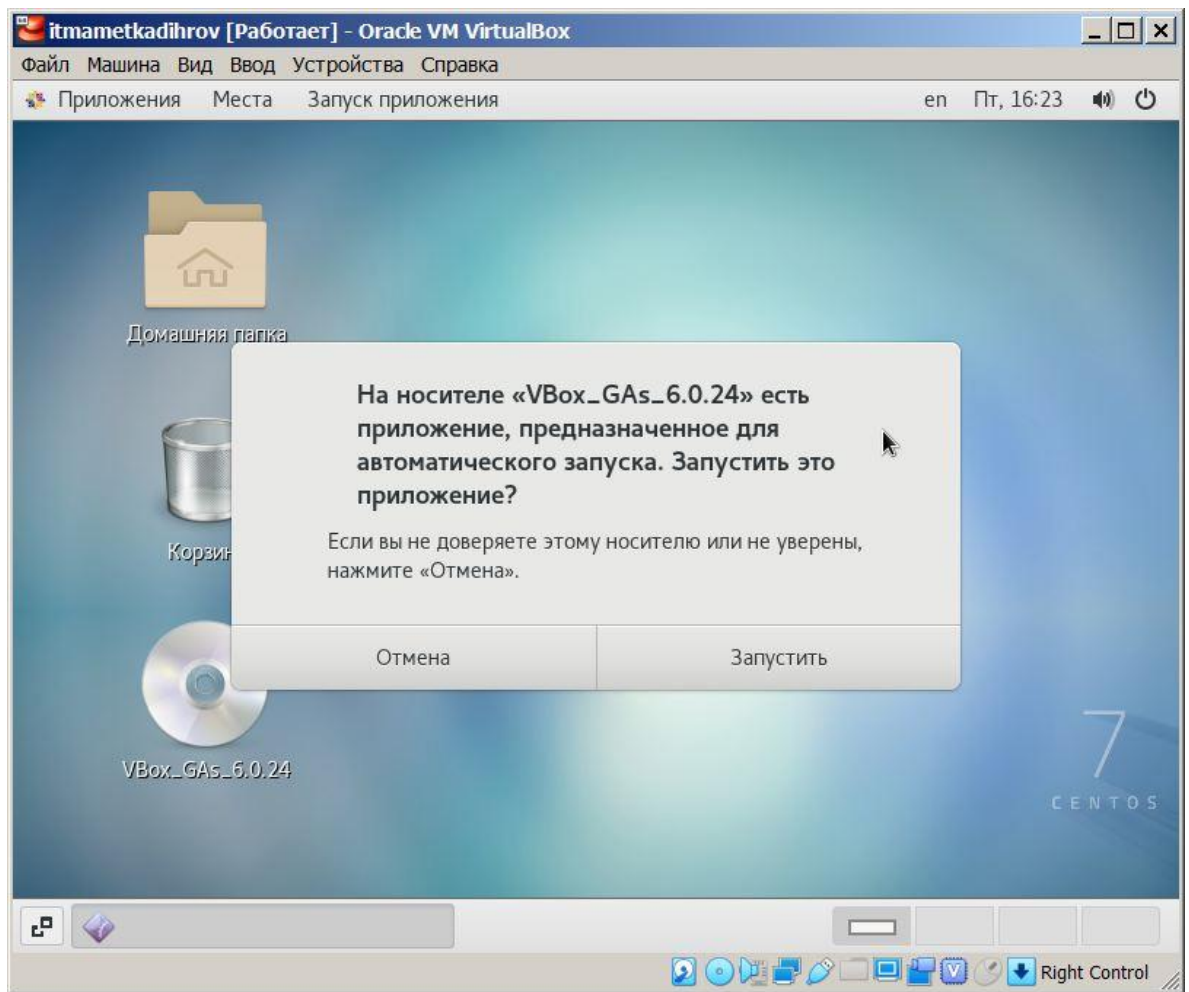 itmametkadihrov [Работает] - Oracle VM VirtualBox
Файл Машина Вид Ввод Устройства Справка
Приложения Места Запуск приложения en Пт, 16:23
Домашняя папка
На носителе «VBox_GAs_6.0.24» есть
приложение, предназначенное для
автоматического запуска. Запустить это
приложение?
Если вы не доверяете этому носителю или не уверены,
нажмите «Отмена».
Отмена Запустить
Корзин
VBox_GAs_6.0.24
7
CENTOS
Right Control